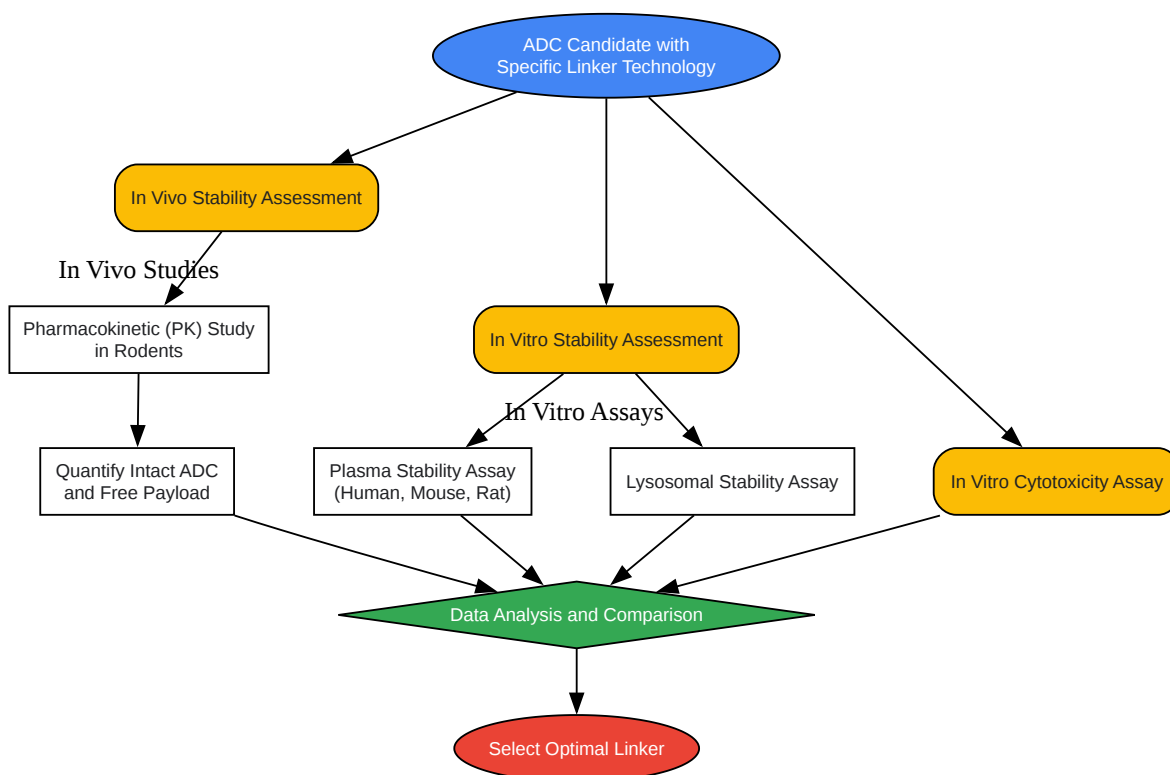 ADC Candidate with
Specific Linker Technology
In Vivo Stability Assessment
In Vivo Studies
Pharmacokinetic (PK) Study
in Rodents
In Vitro Stability Assessment
In Vitro Assays
Quantify Intact ADC
and Free Payload
Plasma Stability Assay
(Human, Mouse, Rat)
Lysosomal Stability Assay
In Vitro Cytotoxicity Assay
Data Analysis and Comparison
Select Optimal Linker